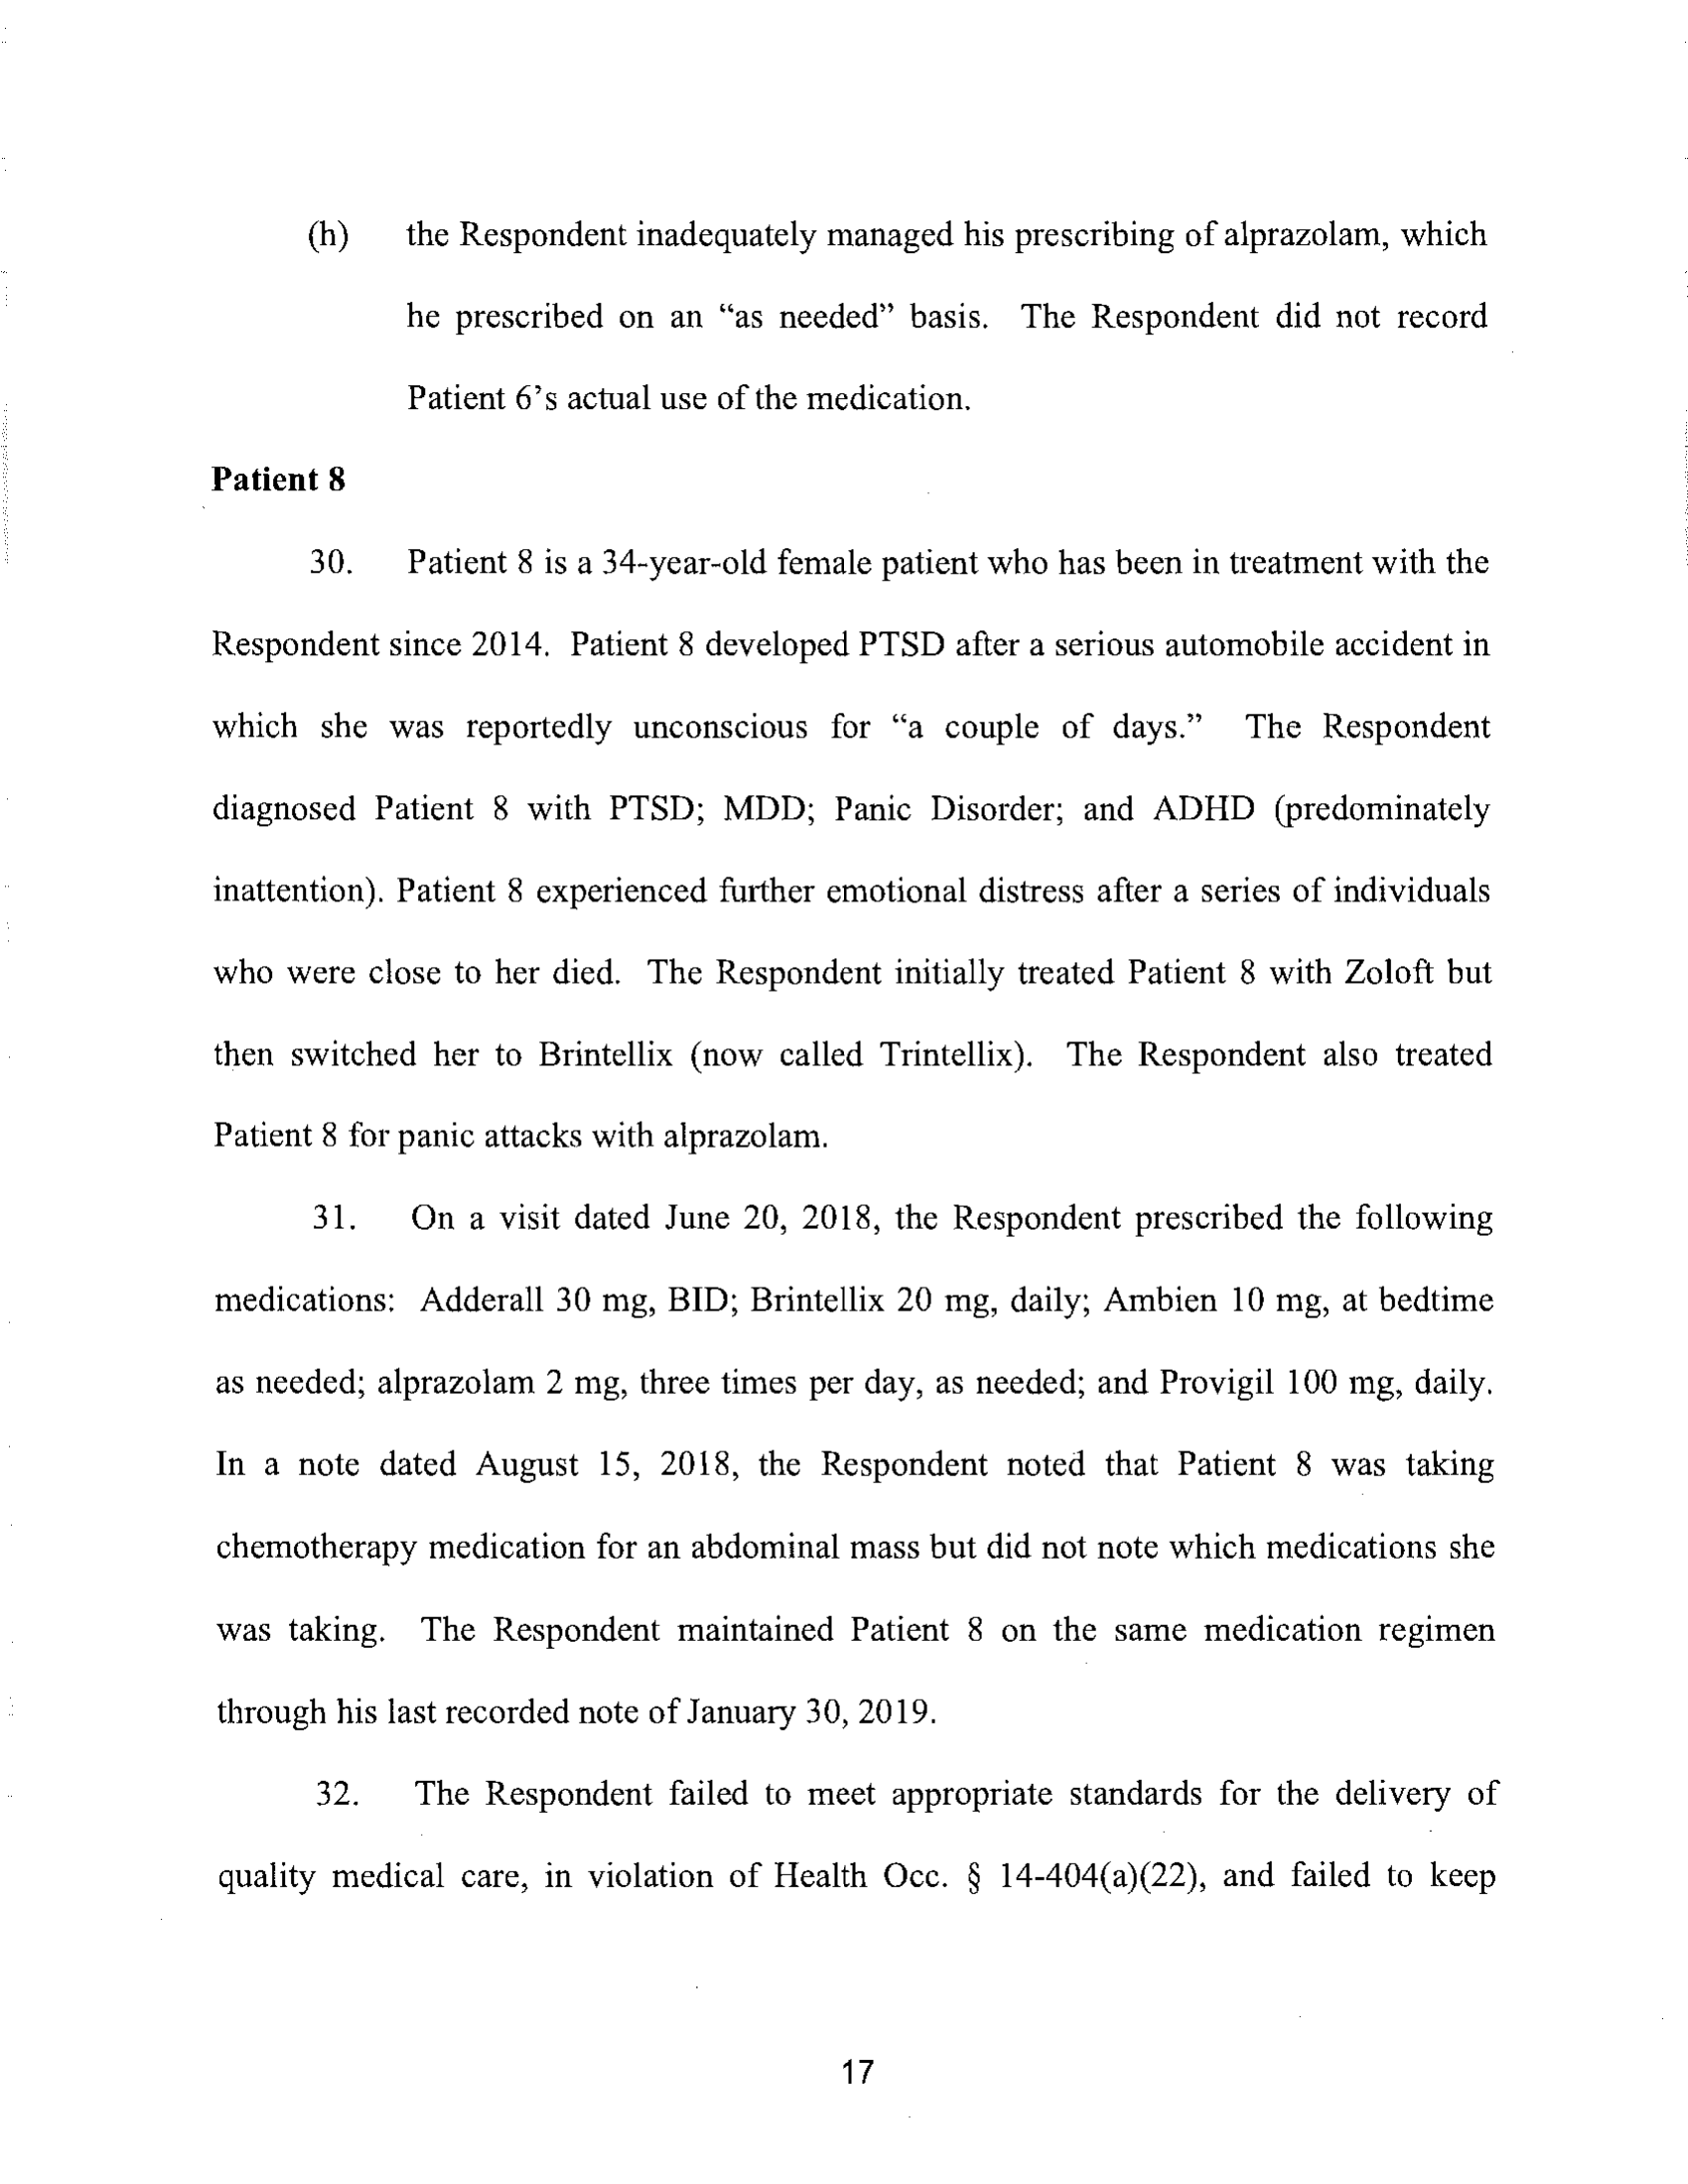 (h) the Respondent inadequately managed his prescribing of alprazolam, which
he prescribed on an “as needed” basis. The Respondent did not record
Patient 6’s actual use of the medication.
Patient 8
30. Patient 8 is a 34-year-old female patient who has been in treatment with the
Respondent since 2014. Patient 8 developed PTSD after a serious automobile accident in
which she was reportedly unconscious for “a couple of days.” The Respondent
diagnosed Patient 8 with PTSD; MDD; Panic Disorder; and ADHD (predominately
inattention). Patient 8 experienced further emotional distress after a series of individuals
who were close to her died. The Respondent initially treated Patient 8 with Zoloft but
then switched her to Brintellix (now called Trintellix). The Respondent also treated
Patient 8 for panic attacks with alprazolam.
31. On a visit dated June 20, 2018, the Respondent prescribed the following
medications: Adderall 30 mg, BID; Brintellix 20 mg, daily; Ambien 10 mg, at bedtime
as needed; alprazolam 2 mg, three times per day, as needed; and Provigil 100 mg, daily.
In a note dated August 15, 2018, the Respondent noted that Patient 8 was taking
chemotherapy medication for an abdominal mass but did not note which medications she
was taking. The Respondent maintained Patient 8 on the same medication regimen
through his last recorded note of January 30, 2019.
32. The Respondent failed to meet appropriate standards for the delivery of
quality medical care, in violation of Health Occ. § 14-404(a)(22), and failed to keep
17